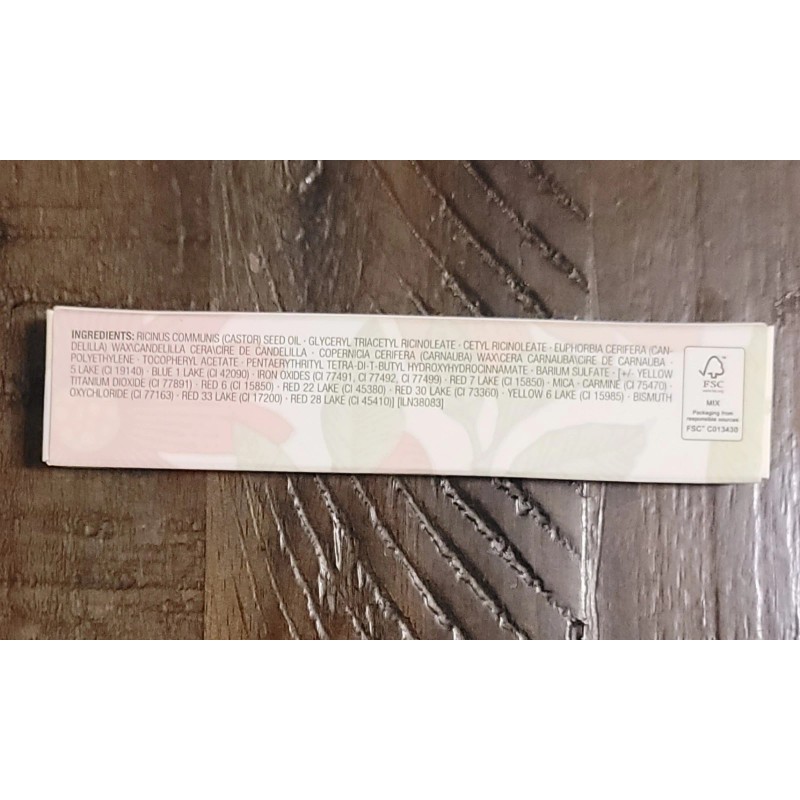 INGREDIENTS: RICINUS COMMUNIS (CASTOR) SEED OIL · GLYCERYL TRIACETYL RICINOLEATE · CETYL RICINOLEATE · EUPHORBIA CERIFERA (CAN-
DELILLA) WAX\CANDELILLA CERA\CIRE DE CANDELILLA · COPERNICIA CERIFERA (CARNAUBA) WAX\CERA CARNAUBA\CIRE DE CARNAUBA ·
POLYETHYLENE · TOCOPHERYL ACETATE · PENTAERYTHRITYL TETRA-DI-T-BUTYL HYDROXYHYDROCINNAMATE · BARIUM SULFATE · [+/- YELLOW
5 LAKE (CI 19140) · BLUE 1 LAKE (CI 42090) · IRON OXIDES (CI 77491, CI 77492, CI 77499) · RED 7 LAKE (CI 15850) · MICA · CARMINE (CI 75470) ·
TITANIUM DIOXIDE (CI 77891) · RED 6 (CI 15850) · RED 22 LAKE (CI 45380) · RED 30 LAKE (CI 73360) · YELLOW 6 LAKE (CI 15985) · BISMUTH
OXYCHLORIDE (CI 77163) · RED 33 LAKE (CI 17200) · RED 28 LAKE (CI 45410)] [ILN38083]
FSC
MIX
Packaging from
responsible sources
FSC™ C013430